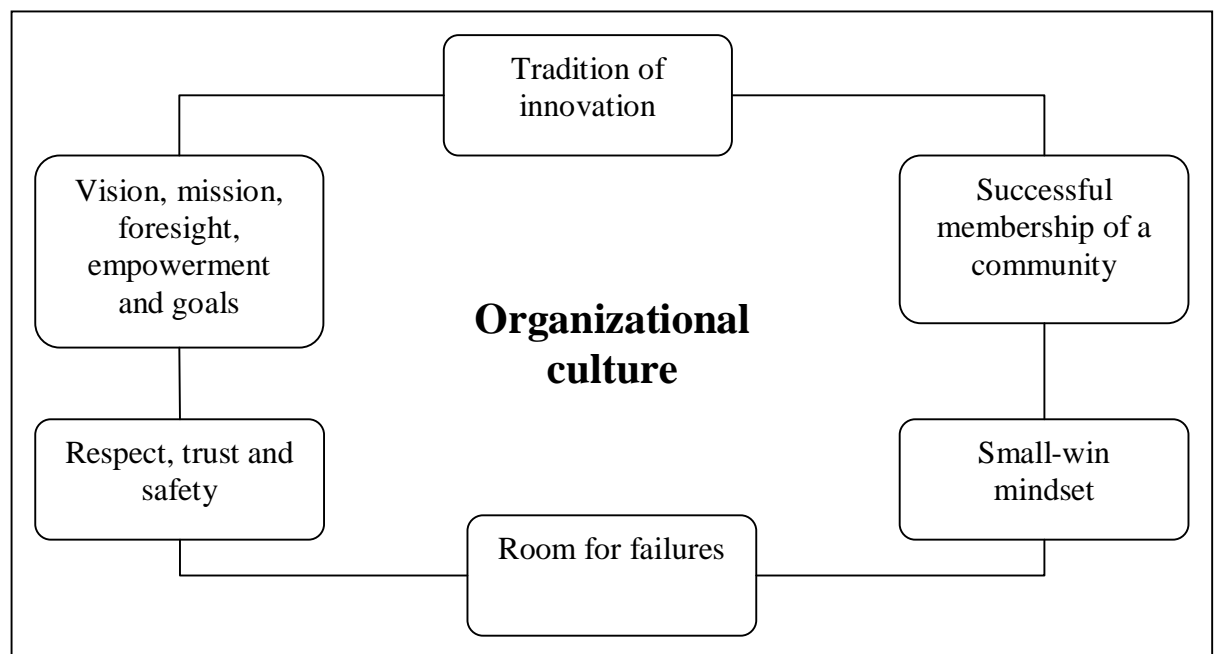 Tradition of
innovation
Vision, mission,
foresight,
empowerment
and goals
Successful
membership of a
community
Organizational
culture
Respect, trust and
safety
Small-win
mindset
Room for failures